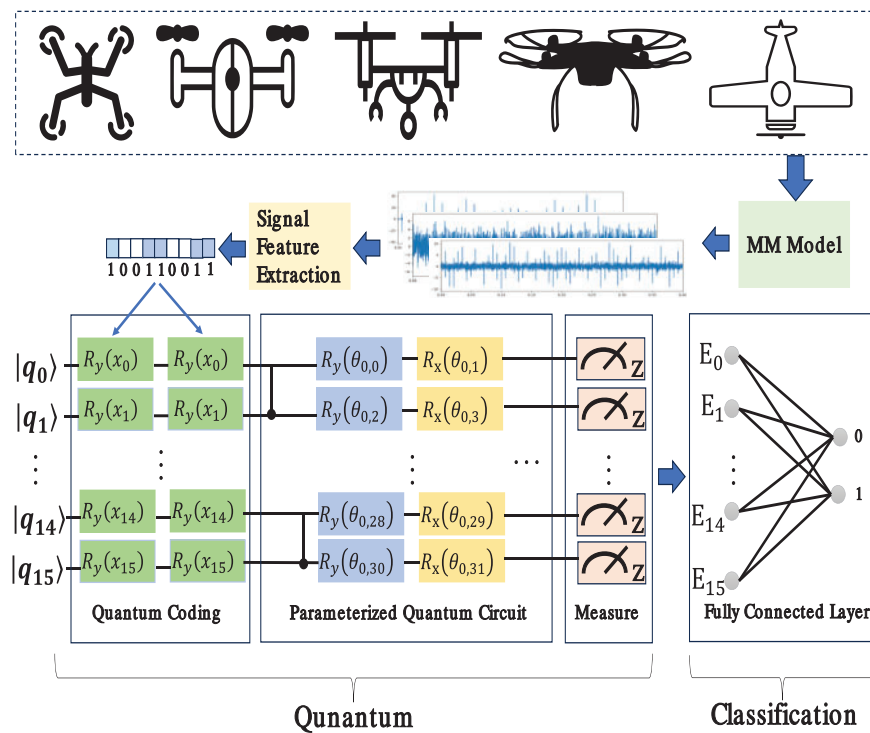 Signal
Feature
Extraction
MM Model
1 0 0 1 1 0 0 1 1
|q0⟩ Ry(x0) Ry(x0) Ry(θ0,0) Rx(θ0,1) Z E0
|q1⟩ Ry(x1) Ry(x1) Ry(θ0,2) Rx(θ0,3) Z E1
0
1
⋮ ⋮ ⋮ ... ⋮ ⋮
|q14⟩ Ry(x14) Ry(x14) Ry(θ0,28) Rx(θ0,29) Z E14
|q15⟩ Ry(x15) Ry(x15) Ry(θ0,30) Rx(θ0,31) Z E15
Quantum Coding Parameterized Quantum Circuit Measure Fully Connected Layer
Qunantum Classification